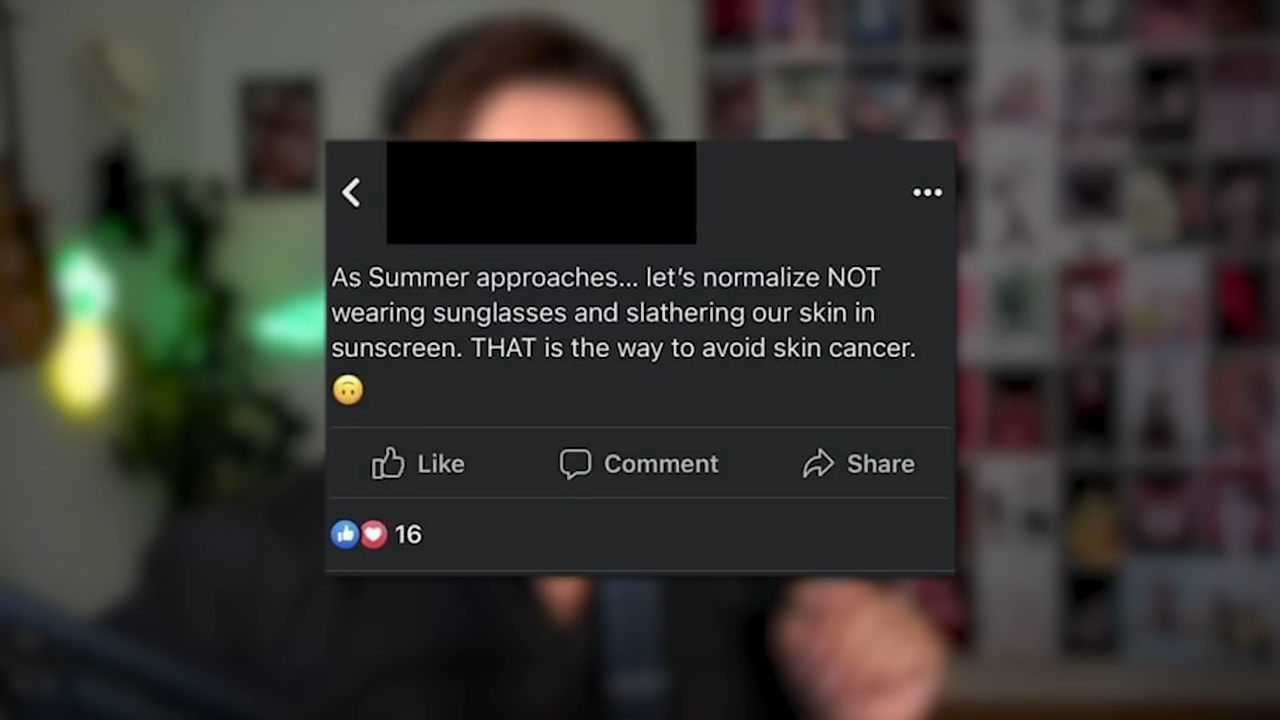 As Summer approaches... let's normalize NOT
wearing sunglasses and slathering our skin in
sunscreen. THAT is the way to avoid skin cancer.
🙃
Like Comment Share
16